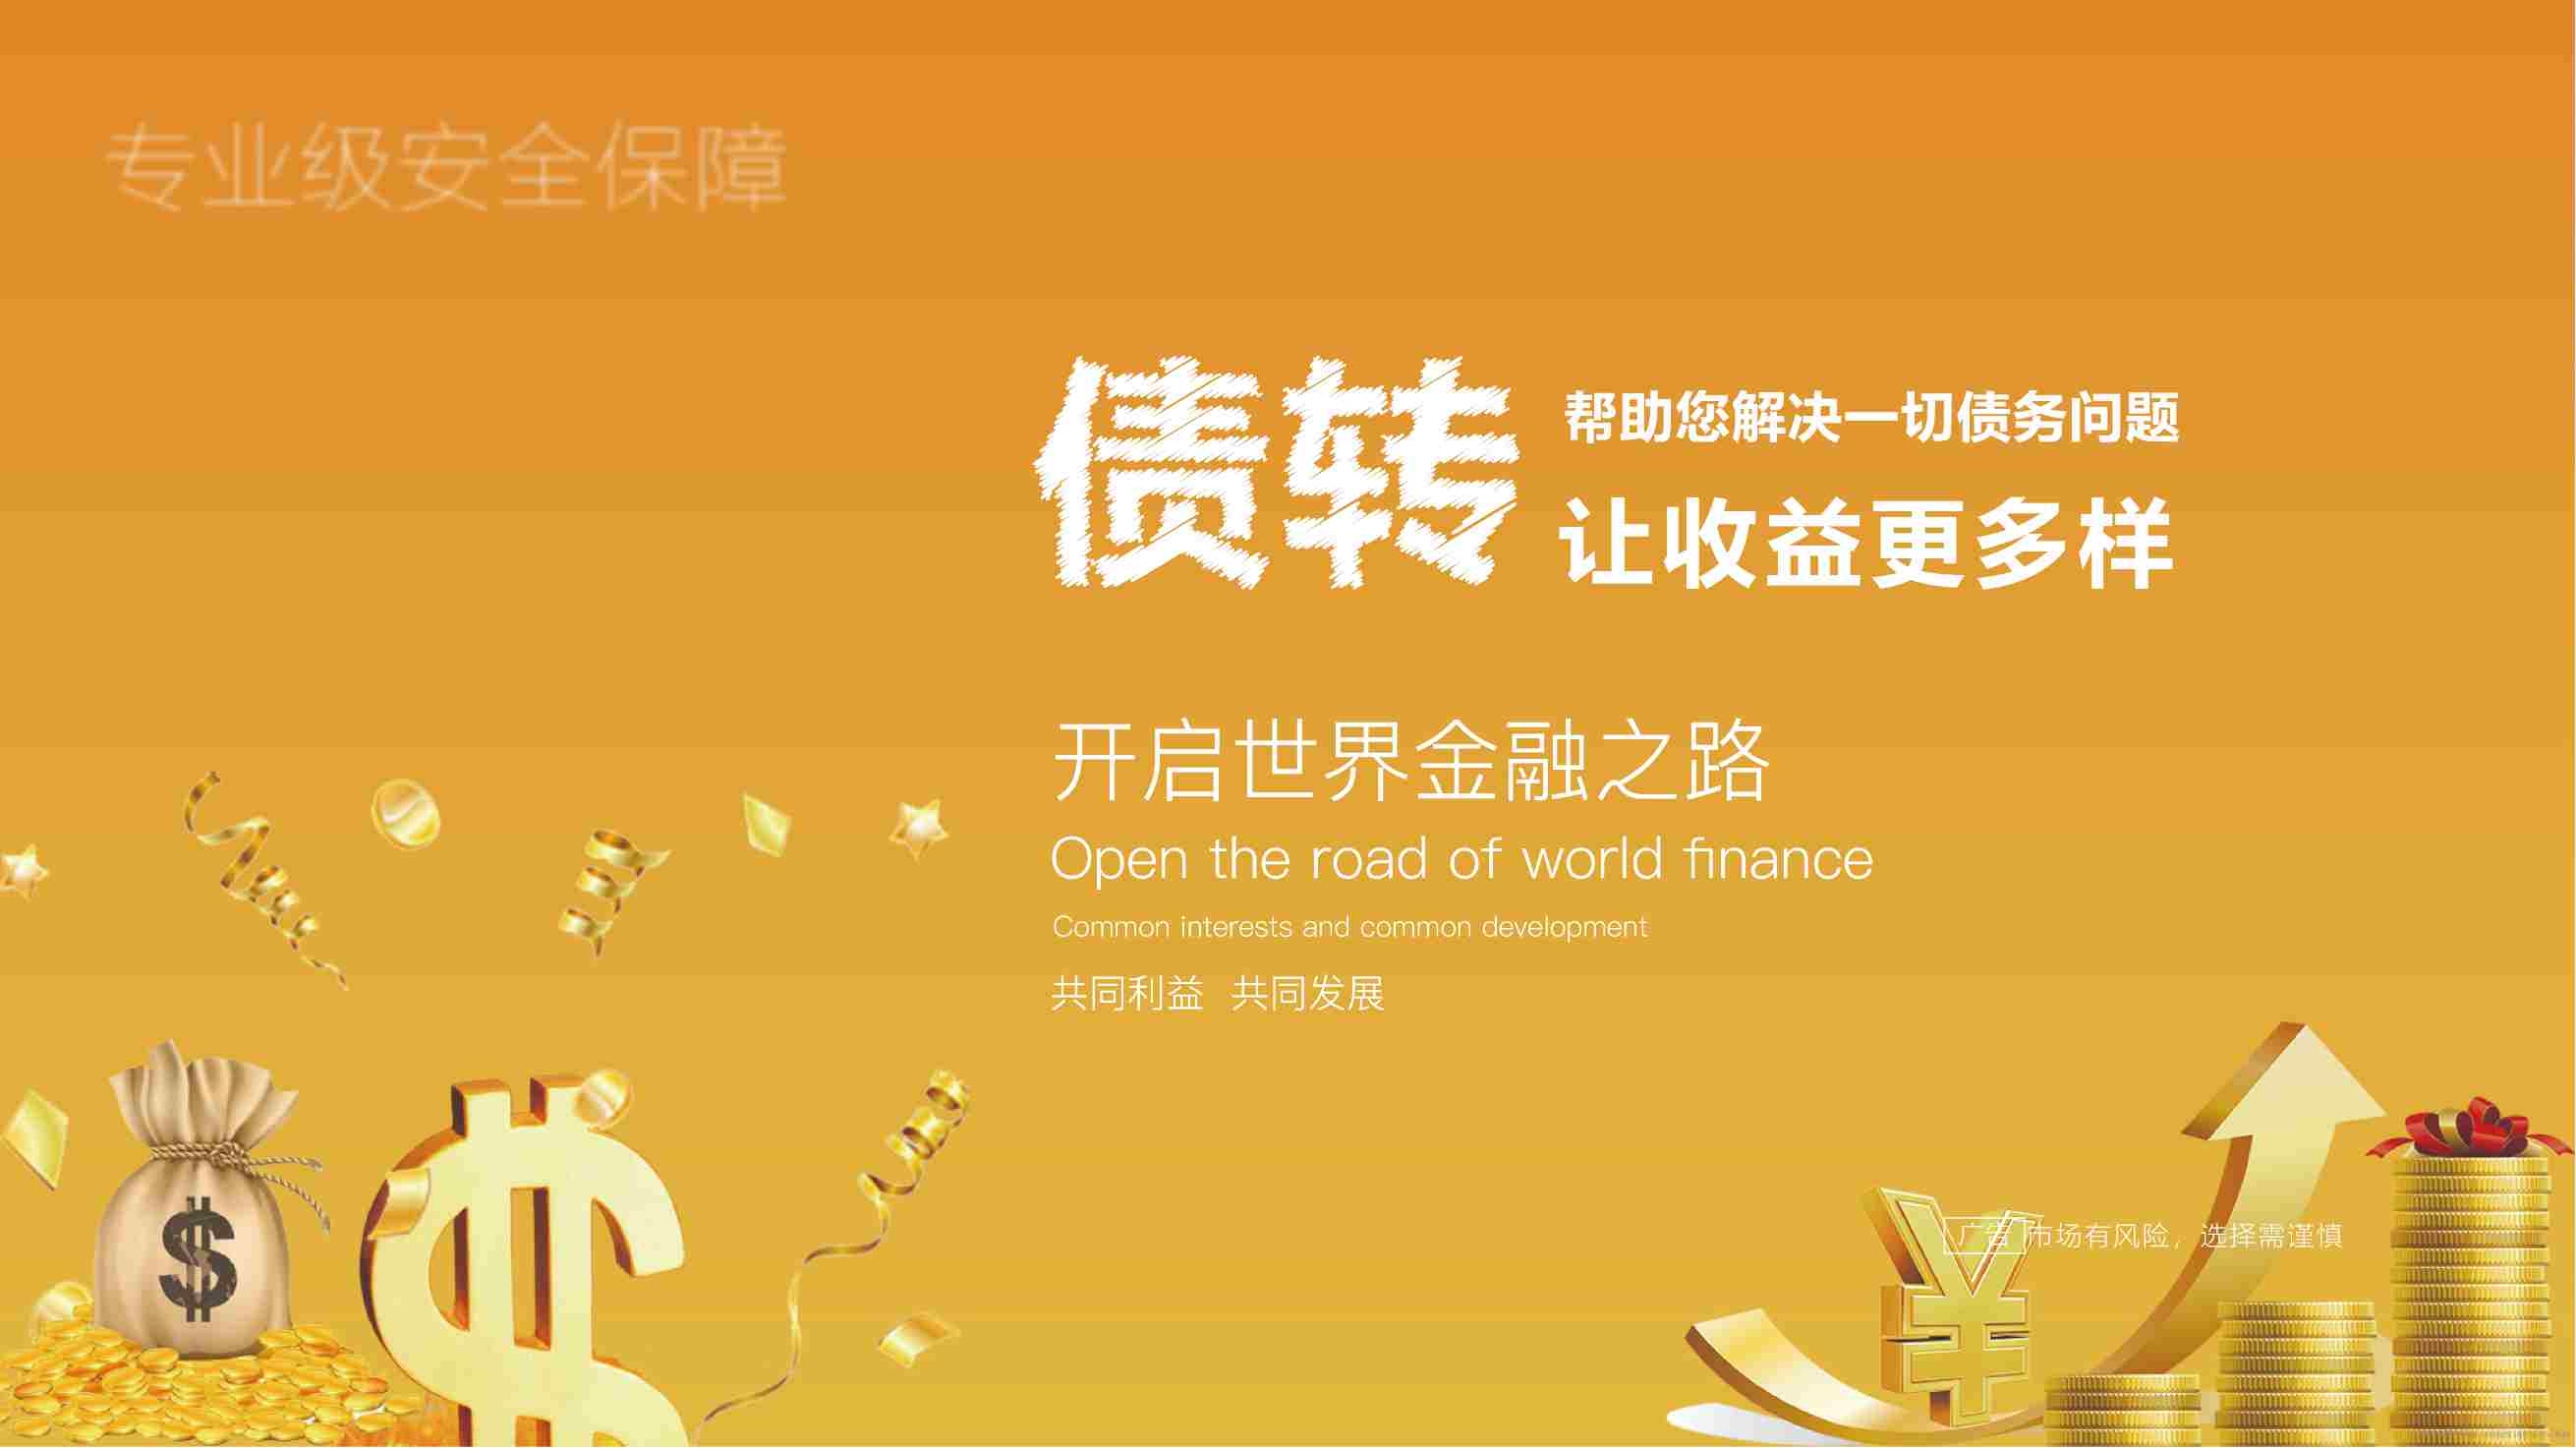 专业级安全保障
债转
帮助您解决一切债务问题
让收益更多样
开启世界金融之路
Open the road of world finance
Common interests and common development
共同利益 共同发展
$
广告 市场有风险，选择需谨慎